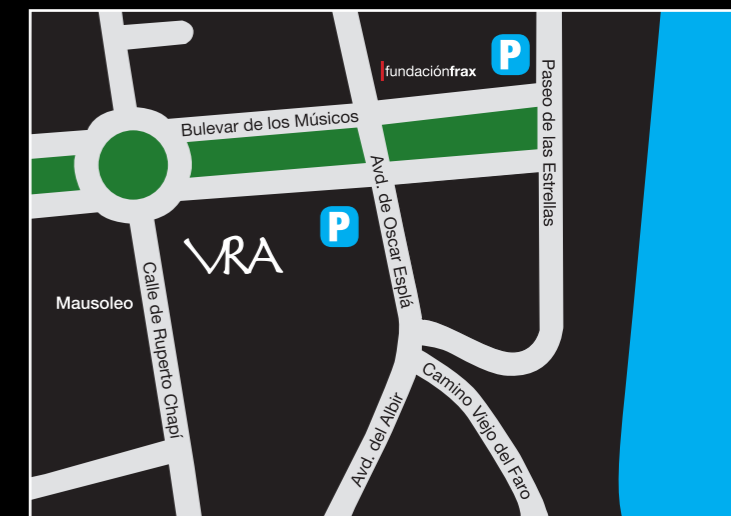 P
fundaciónfrax
Bulevar de los Músicos
Paseo de las Estrellas
Avd. de Oscar Esplá
P
VRA
Mausoleo
Calle de Ruperto Chapí
Camino Viejo del Faro
Avd. del Albir